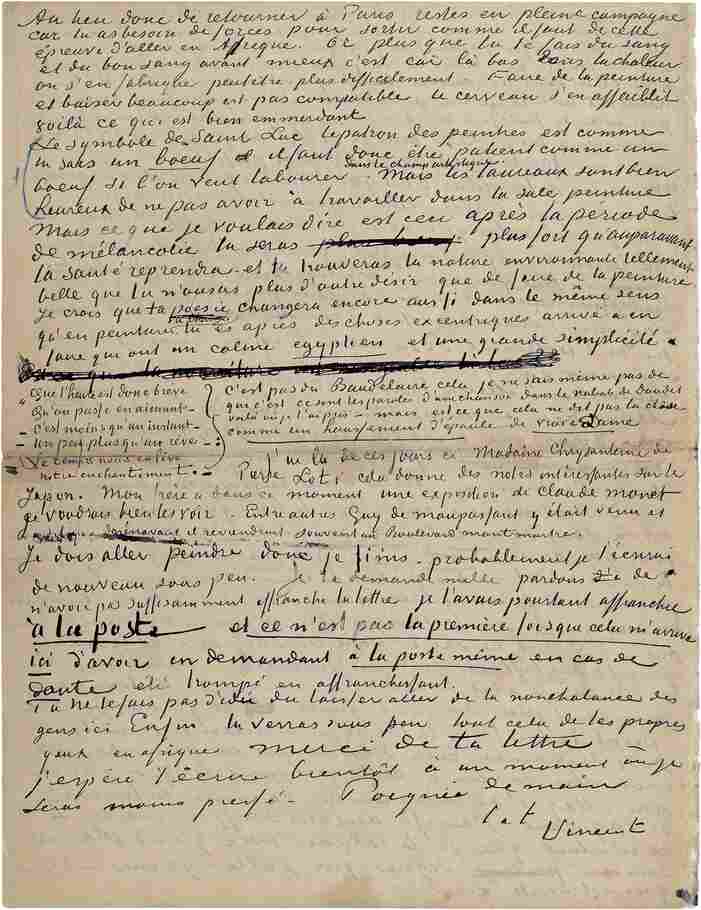 Au lieu donc de retourner à Paris restes en pleine campagne
car tu as besoin de forces pour sortir comme il faut de cette
épreuve d'aller en Afrique. Or plus que tu te fais du sang
et du bon sang avant mieux c'est car là bas dans la chaleur
on s'en fabrique peutêtre plus difficilement. Faire de la peinture
et baiser beaucoup est pas compatible le cerveau s'en affaiblit
Voilà ce qui est bien emmerdant
Le symbole de Saint Luc le patron des peintres est comme
tu sais un boeuf il faut donc être patient comme un
boeuf si l'on veut labourer dans le champ artistique. Mais les taureaux sont bien
heureux de ne pas avoir à travailler dans la sale peinture
Mais ce que je voulais dire est ceci après la période
de mélancolie tu seras plus fort qu'auparavant
la santé reprendra - et tu trouveras la nature environnante tellement
belle que tu n'auras plus d'autre désir que de faire de la peinture
Je crois que ta poesie changera encore aussi dans le même sens
qu'en peinture tu es après des choses excentriques arrivé à en
faire qui ont un calme egyptien et une grande simplicité.
"Que l'heure est donc brève
Qu'on passe en aimant -
- C'est moins qu'un instant -
- Un peu plus qu'un rêve -
Le temps nous enlève
notre enchantement. -
c'est pas du Baudelaire cela je ne sais même pas de
qui c'est ce sont les paroles d'une chanson dans le nabab de Daudet
voilà où je l'ai pris - mais est ce que cela ne dit pas la chose
comme un haussement d'épaule de vraie Dame
J'ai lu de ces jours ci Madame Chrysanteme de
Pierre Loti cela donne des notes intéressantes sur le
Japon. Mon frère a dans ce moment une exposition de Claude Monet
je voudrais bien les voir. Entre autres Guy de Maupassant y était venu et
a dit que dorénavant il reviendrait souvent au Boulevard Montmartre.
Je dois aller peindre donc je finis - probablement je t'écrirai
de nouveau sous peu. Je te demande mille pardons de
n'avoir pas suffisamment affranchi la lettre je l'avais pourtant affranchie
à la poste et ce n'est pas la première fois que cela m'arrive
ici d'avoir en demandant à la poste même en cas de
doute été trompé en affranchissant.
Tu ne te fais pas d'idée du laisser aller de la nonchalance des
gens ici Enfin tu verras sous peu tout cela de tes propres
yeux en afrique merci de ta lettre
j'espère t'écrire bientôt à un moment où je
serai moins pressé. Poignée de main
t. à t.
Vincent